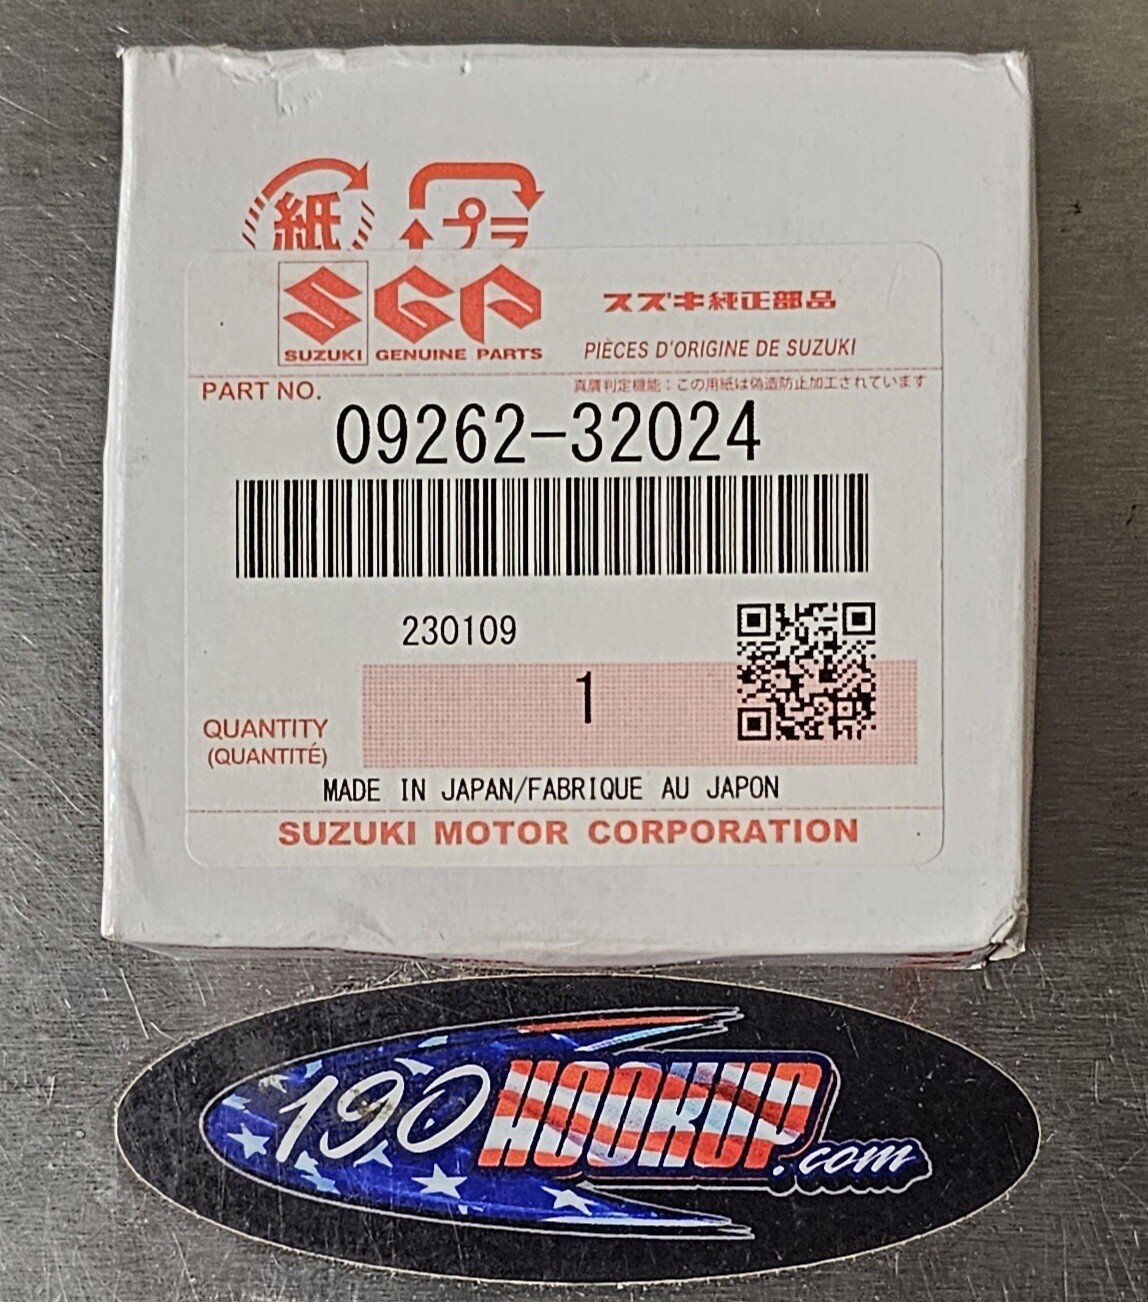 紙 プラ
SGP
スズキ純正部品
SUZUKI GENUINE PARTS
PIÈCES D'ORIGINE DE SUZUKI
PART NO.
真贋判定機能：この用紙は偽造防止加工されています
09262-32024
230109
1
QUANTITY
(QUANTITÉ)
MADE IN JAPAN/FABRIQUE AU JAPON
SUZUKI MOTOR CORPORATION
190HOOKUP.com